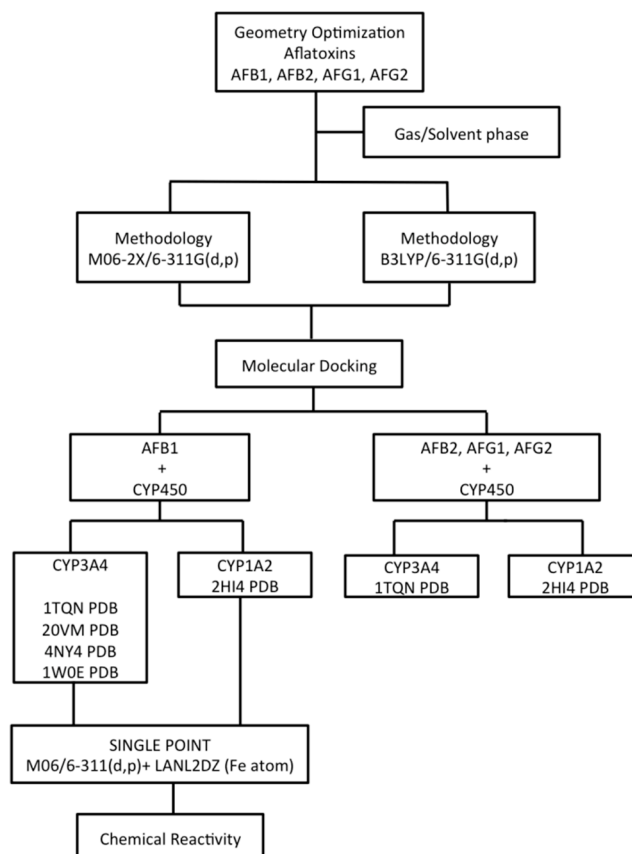 Geometry Optimization
Aflatoxins
AFB1, AFB2, AFG1, AFG2
Gas/Solvent phase
Methodology
M06-2X/6-311G(d,p)
Methodology
B3LYP/6-311G(d,p)
Molecular Docking
AFB1
+
CYP450
AFB2, AFG1, AFG2
+
CYP450
CYP3A4
1TQN PDB
20VM PDB
4NY4 PDB
1W0E PDB
CYP1A2
2HI4 PDB
CYP3A4
1TQN PDB
CYP1A2
2HI4 PDB
SINGLE POINT
M06/6-311(d,p)+ LANL2DZ (Fe atom)
Chemical Reactivity